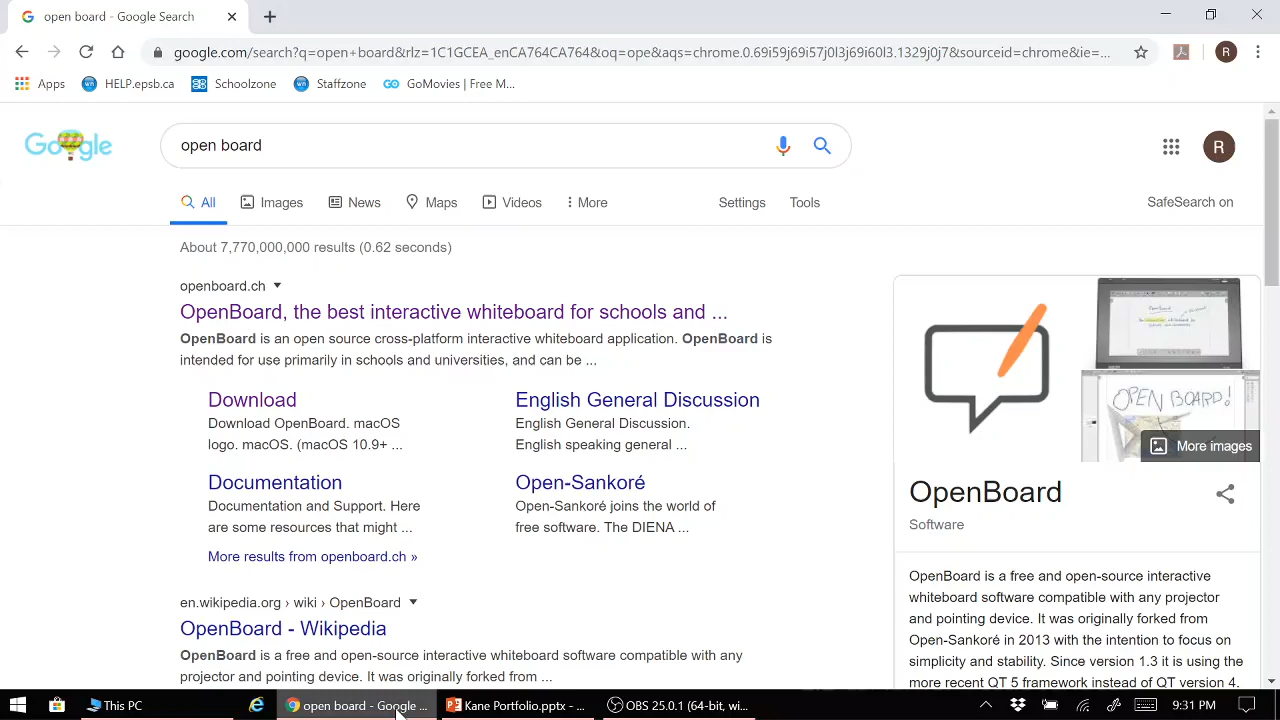 open board - Google Search
google.com/search?q=open+board&rlz=1C1GCEA_enCA764CA764&oq=ope&aqs=chrome.0.69i59j69i57j0l3j69i60l3.1329j0j7&sourceid=chrome&ie=...
R
Apps
HELP.epsb.ca
Schoolzone
Staffzone
GoMovies | Free M...
Google
open board
R
All
Images
News
Maps
Videos
More
Settings
Tools
SafeSearch on
About 7,770,000,000 results (0.62 seconds)
openboard.ch
OpenBoard, the best interactive whiteboard for schools and ...
OpenBoard is an open source cross-platform interactive whiteboard application. OpenBoard is
intended for use primarily in schools and universities, and can be ...
Download
Download OpenBoard. macOS
logo. macOS. (macOS 10.9+ ...
English General Discussion
English General Discussion.
English speaking general ...
Documentation
Documentation and Support. Here
are some resources that might ...
Open-Sankoré
Open-Sankoré joins the world of
free software. The DIENA ...
More results from openboard.ch »
en.wikipedia.org › wiki › OpenBoard
OpenBoard - Wikipedia
OpenBoard is a free and open-source interactive whiteboard software compatible with any
projector and pointing device. It was originally forked from ...
OPEN BOARD!
More images
OpenBoard
Software
OpenBoard is a free and open-source interactive
whiteboard software compatible with any projector
and pointing device. It was originally forked from
Open-Sankoré in 2013 with the intention to focus on
simplicity and stability. Since version 1.3 it is using the
more recent QT 5 framework instead of QT version 4.
This PC
open board - Google ...
Kane Portfolio.pptx - ...
OBS 25.0.1 (64-bit, wi...
9:31 PM